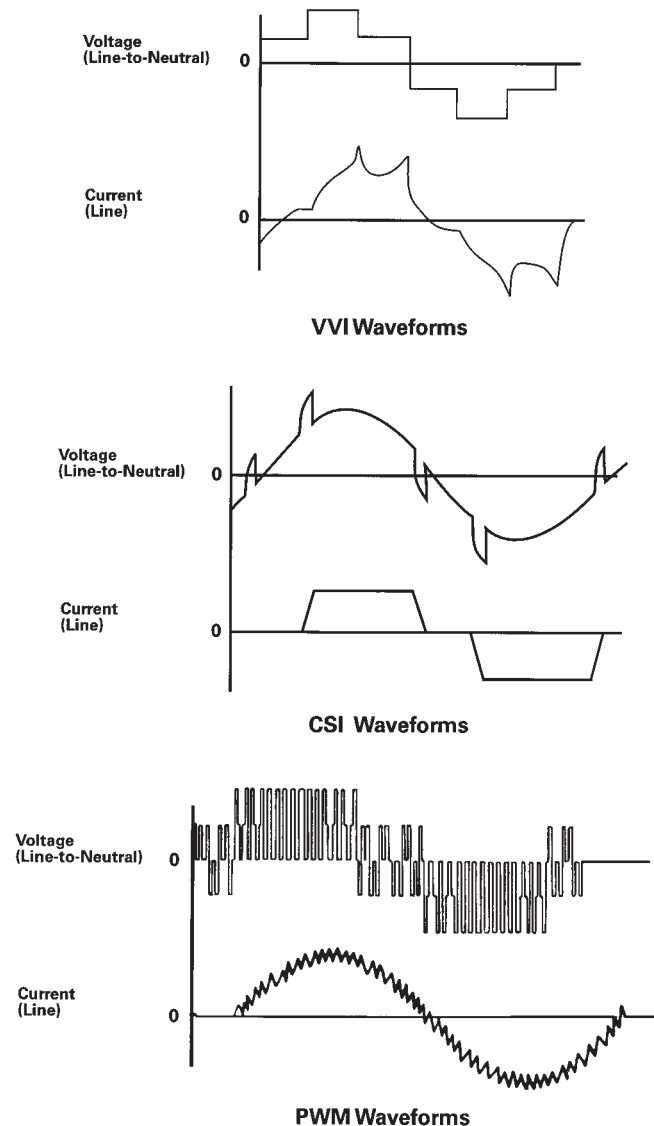 Voltage
(Line-to-Neutral) 0
Current
(Line) 0
VVI Waveforms
Voltage
(Line-to-Neutral) 0
Current
(Line) 0
CSI Waveforms
Voltage
(Line-to-Neutral) 0
Current
(Line) 0
PWM Waveforms